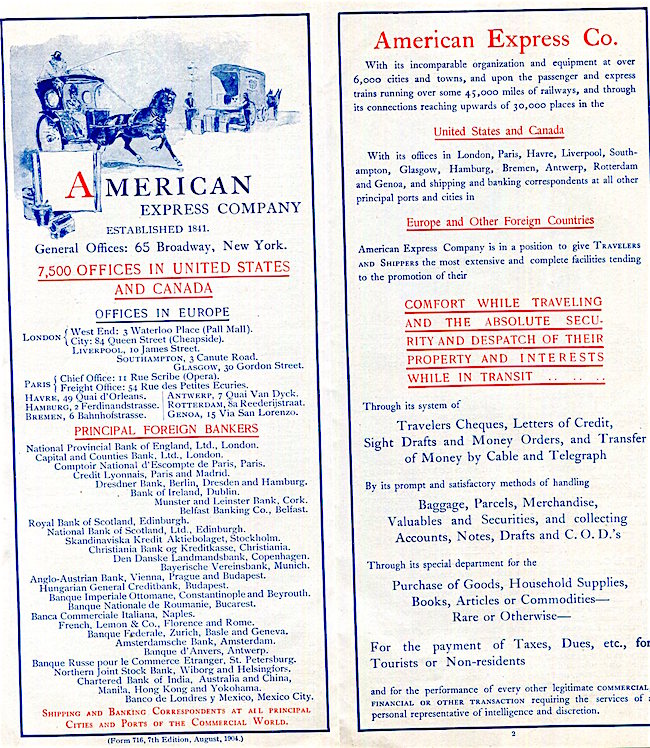 AMERICAN
EXPRESS COMPANY
ESTABLISHED 1841.
General Offices: 65 Broadway, New York.
7,500 OFFICES IN UNITED STATES
AND CANADA
OFFICES IN EUROPE
LONDON { West End: 3 Waterloo Place (Pall Mall).
City: 84 Queen Street (Cheapside).
LIVERPOOL, 10 James Street.
SOUTHAMPTON, 3 Canute Road.
GLASGOW, 30 Gordon Street.
PARIS { Chief Office: 11 Rue Scribe (Opera).
Freight Office: 54 Rue des Petites Ecuries.
HAVRE, 49 Quai d'Orleans.
HAMBURG, 2 Ferdinandstrasse.
BREMEN, 6 Bahnhofstrasse.
ANTWERP, 7 Quai Van Dyck.
ROTTERDAM, 8a Reederijstraat.
GENOA, 15 Via San Lorenzo.
PRINCIPAL FOREIGN BANKERS
National Provincial Bank of England, Ltd., London.
Capital and Counties Bank, Ltd., London.
Comptoir National d'Escompte de Paris, Paris.
Credit Lyonnais, Paris and Madrid.
Dresdner Bank, Berlin, Dresden and Hamburg.
Bank of Ireland, Dublin.
Munster and Leinster Bank, Cork.
Belfast Banking Co., Belfast.
Royal Bank of Scotland, Edinburgh.
National Bank of Scotland, Ltd., Edinburgh.
Skandinaviska Kredit Aktiebolaget, Stockholm.
Christiania Bank og Kreditkasse, Christiania.
Den Danske Landmandsbank, Copenhagen.
Bayerische Vereinsbank, Munich.
Anglo-Austrian Bank, Vienna, Prague and Budapest.
Hungarian General Creditbank, Budapest.
Banque Imperiale Ottomane, Constantinople and Beyrouth.
Banque Nationale de Roumanie, Bucarest.
Banca Commerciale Italiana, Naples.
French, Lemon & Co., Florence and Rome.
Banque Federale, Zurich, Basle and Geneva.
Amsterdamsche Bank, Amsterdam.
Banque d'Anvers, Antwerp.
Banque Russe pour le Commerce Etranger, St. Petersburg.
Northern Joint Stock Bank, Wiborg and Helsingfors.
Chartered Bank of India, Australia and China,
Manila, Hong Kong and Yokohama.
Banco de Londres y Mexico, Mexico City.
SHIPPING AND BANKING CORRESPONDENTS AT ALL PRINCIPAL
CITIES AND PORTS OF THE COMMERCIAL WORLD.
(Form 716, 7th Edition, August, 1904.)
American Express Co.
With its incomparable organization and equipment at over
6,000 cities and towns, and upon the passenger and express
trains running over some 45,000 miles of railways, and through
its connections reaching upwards of 30,000 places in the
United States and Canada
With its offices in London, Paris, Havre, Liverpool, South-
ampton, Glasgow, Hamburg, Bremen, Antwerp, Rotterdam
and Genoa, and shipping and banking correspondents at all other
principal ports and cities in
Europe and Other Foreign Countries
American Express Company is in a position to give TRAVELERS
AND SHIPPERS the most extensive and complete facilities tending
to the promotion of their
COMFORT WHILE TRAVELING
AND THE ABSOLUTE SECU-
RITY AND DESPATCH OF THEIR
PROPERTY AND INTERESTS
WHILE IN TRANSIT .. .. ..
Through its system of
Travelers Cheques, Letters of Credit,
Sight Drafts and Money Orders, and Transfer
of Money by Cable and Telegraph
By its prompt and satisfactory methods of handling
Baggage, Parcels, Merchandise,
Valuables and Securities, and collecting
Accounts, Notes, Drafts and C. O. D.'s
Through its special department for the
Purchase of Goods, Household Supplies,
Books, Articles or Commodities—
Rare or Otherwise—
For the payment of Taxes, Dues, etc., for
Tourists or Non-residents
and for the performance of every other legitimate COMMERCIAL
FINANCIAL OR OTHER TRANSACTION requiring the services of a
personal representative of intelligence and discretion.
2